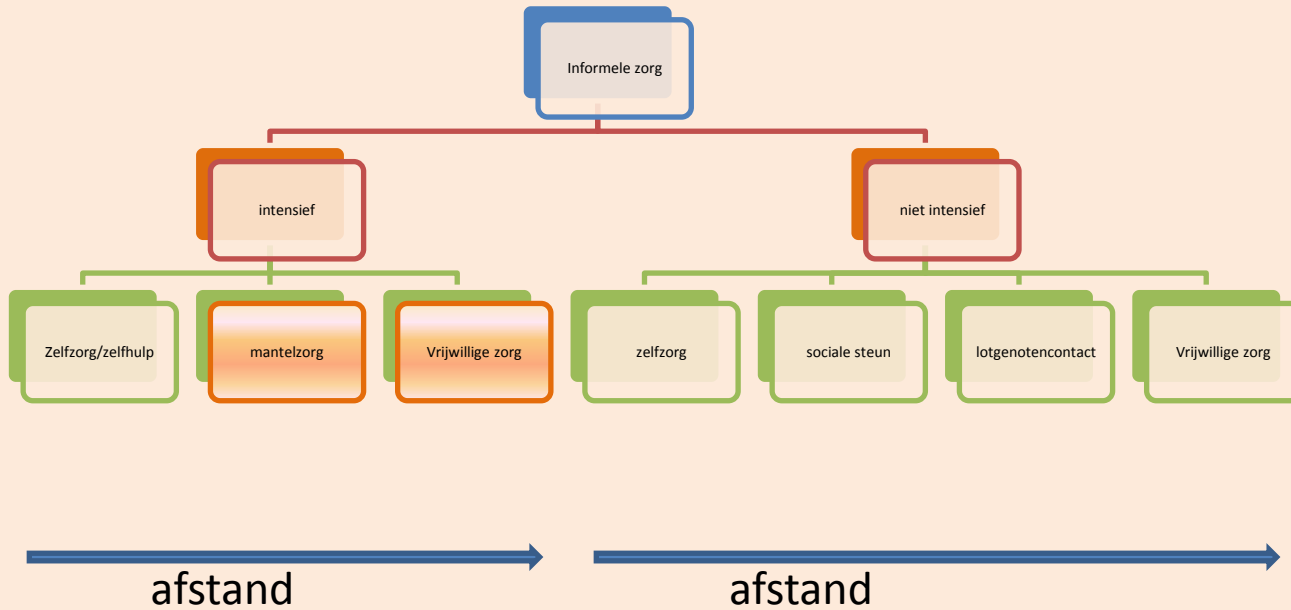 Informele zorg
intensief
niet intensief
Zelfzorg/zelfhulp
mantelzorg
Vrijwillige zorg
zelfzorg
sociale steun
lotgenotencontact
Vrijwillige zorg
afstand
afstand